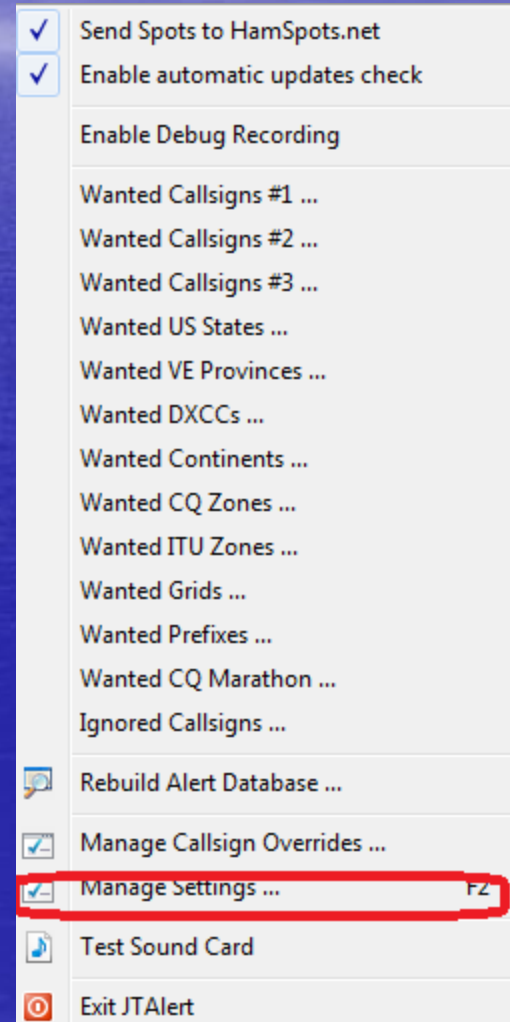 Send Spots to HamSpots.net
Enable automatic updates check
Enable Debug Recording
Wanted Callsigns #1 ...
Wanted Callsigns #2 ...
Wanted Callsigns #3 ...
Wanted US States ...
Wanted VE Provinces ...
Wanted DXCCs ...
Wanted Continents ...
Wanted CQ Zones ...
Wanted ITU Zones ...
Wanted Grids ...
Wanted Prefixes ...
Wanted CQ Marathon ...
Ignored Callsigns ...
Rebuild Alert Database ...
Manage Callsign Overrides ...
Manage Settings ... F2
Test Sound Card
Exit JTAlert